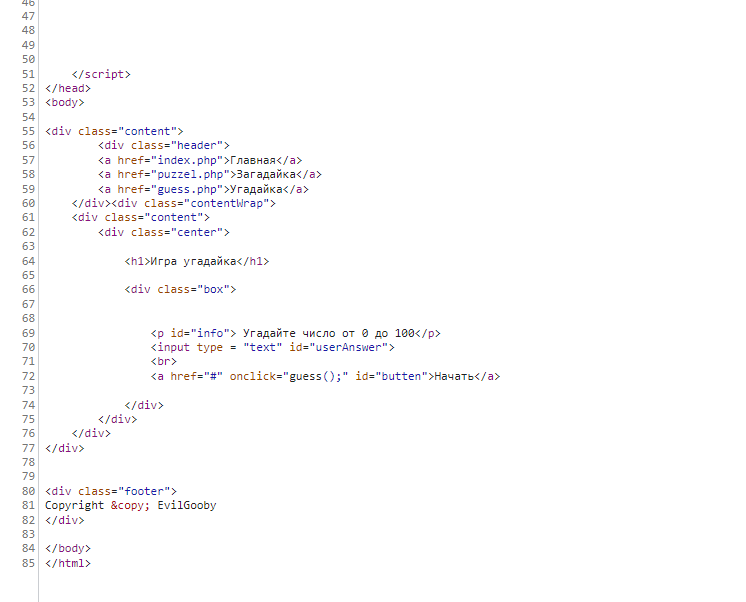 46
47
48
49
50
51 </script>
52 </head>
53 <body>
54
55 <div class="content">
56 <div class="header">
57 <a href="index.php">Главная</a>
58 <a href="puzzel.php">Загадайка</a>
59 <a href="guess.php">Угадайка</a>
60 </div><div class="contentWrap">
61 <div class="content">
62 <div class="center">
63
64 <h1>Игра угадайка</h1>
65
66 <div class="box">
67
68
69 <p id="info"> Угадайте число от 0 до 100</p>
70 <input type = "text" id="userAnswer">
71 <br>
72 <a href="#" onclick="guess();" id="butten">Начать</a>
73
74 </div>
75 </div>
76 </div>
77 </div>
78
79
80 <div class="footer">
81 Copyright &copy; EvilGooby
82 </div>
83
84 </body>
85 </html>